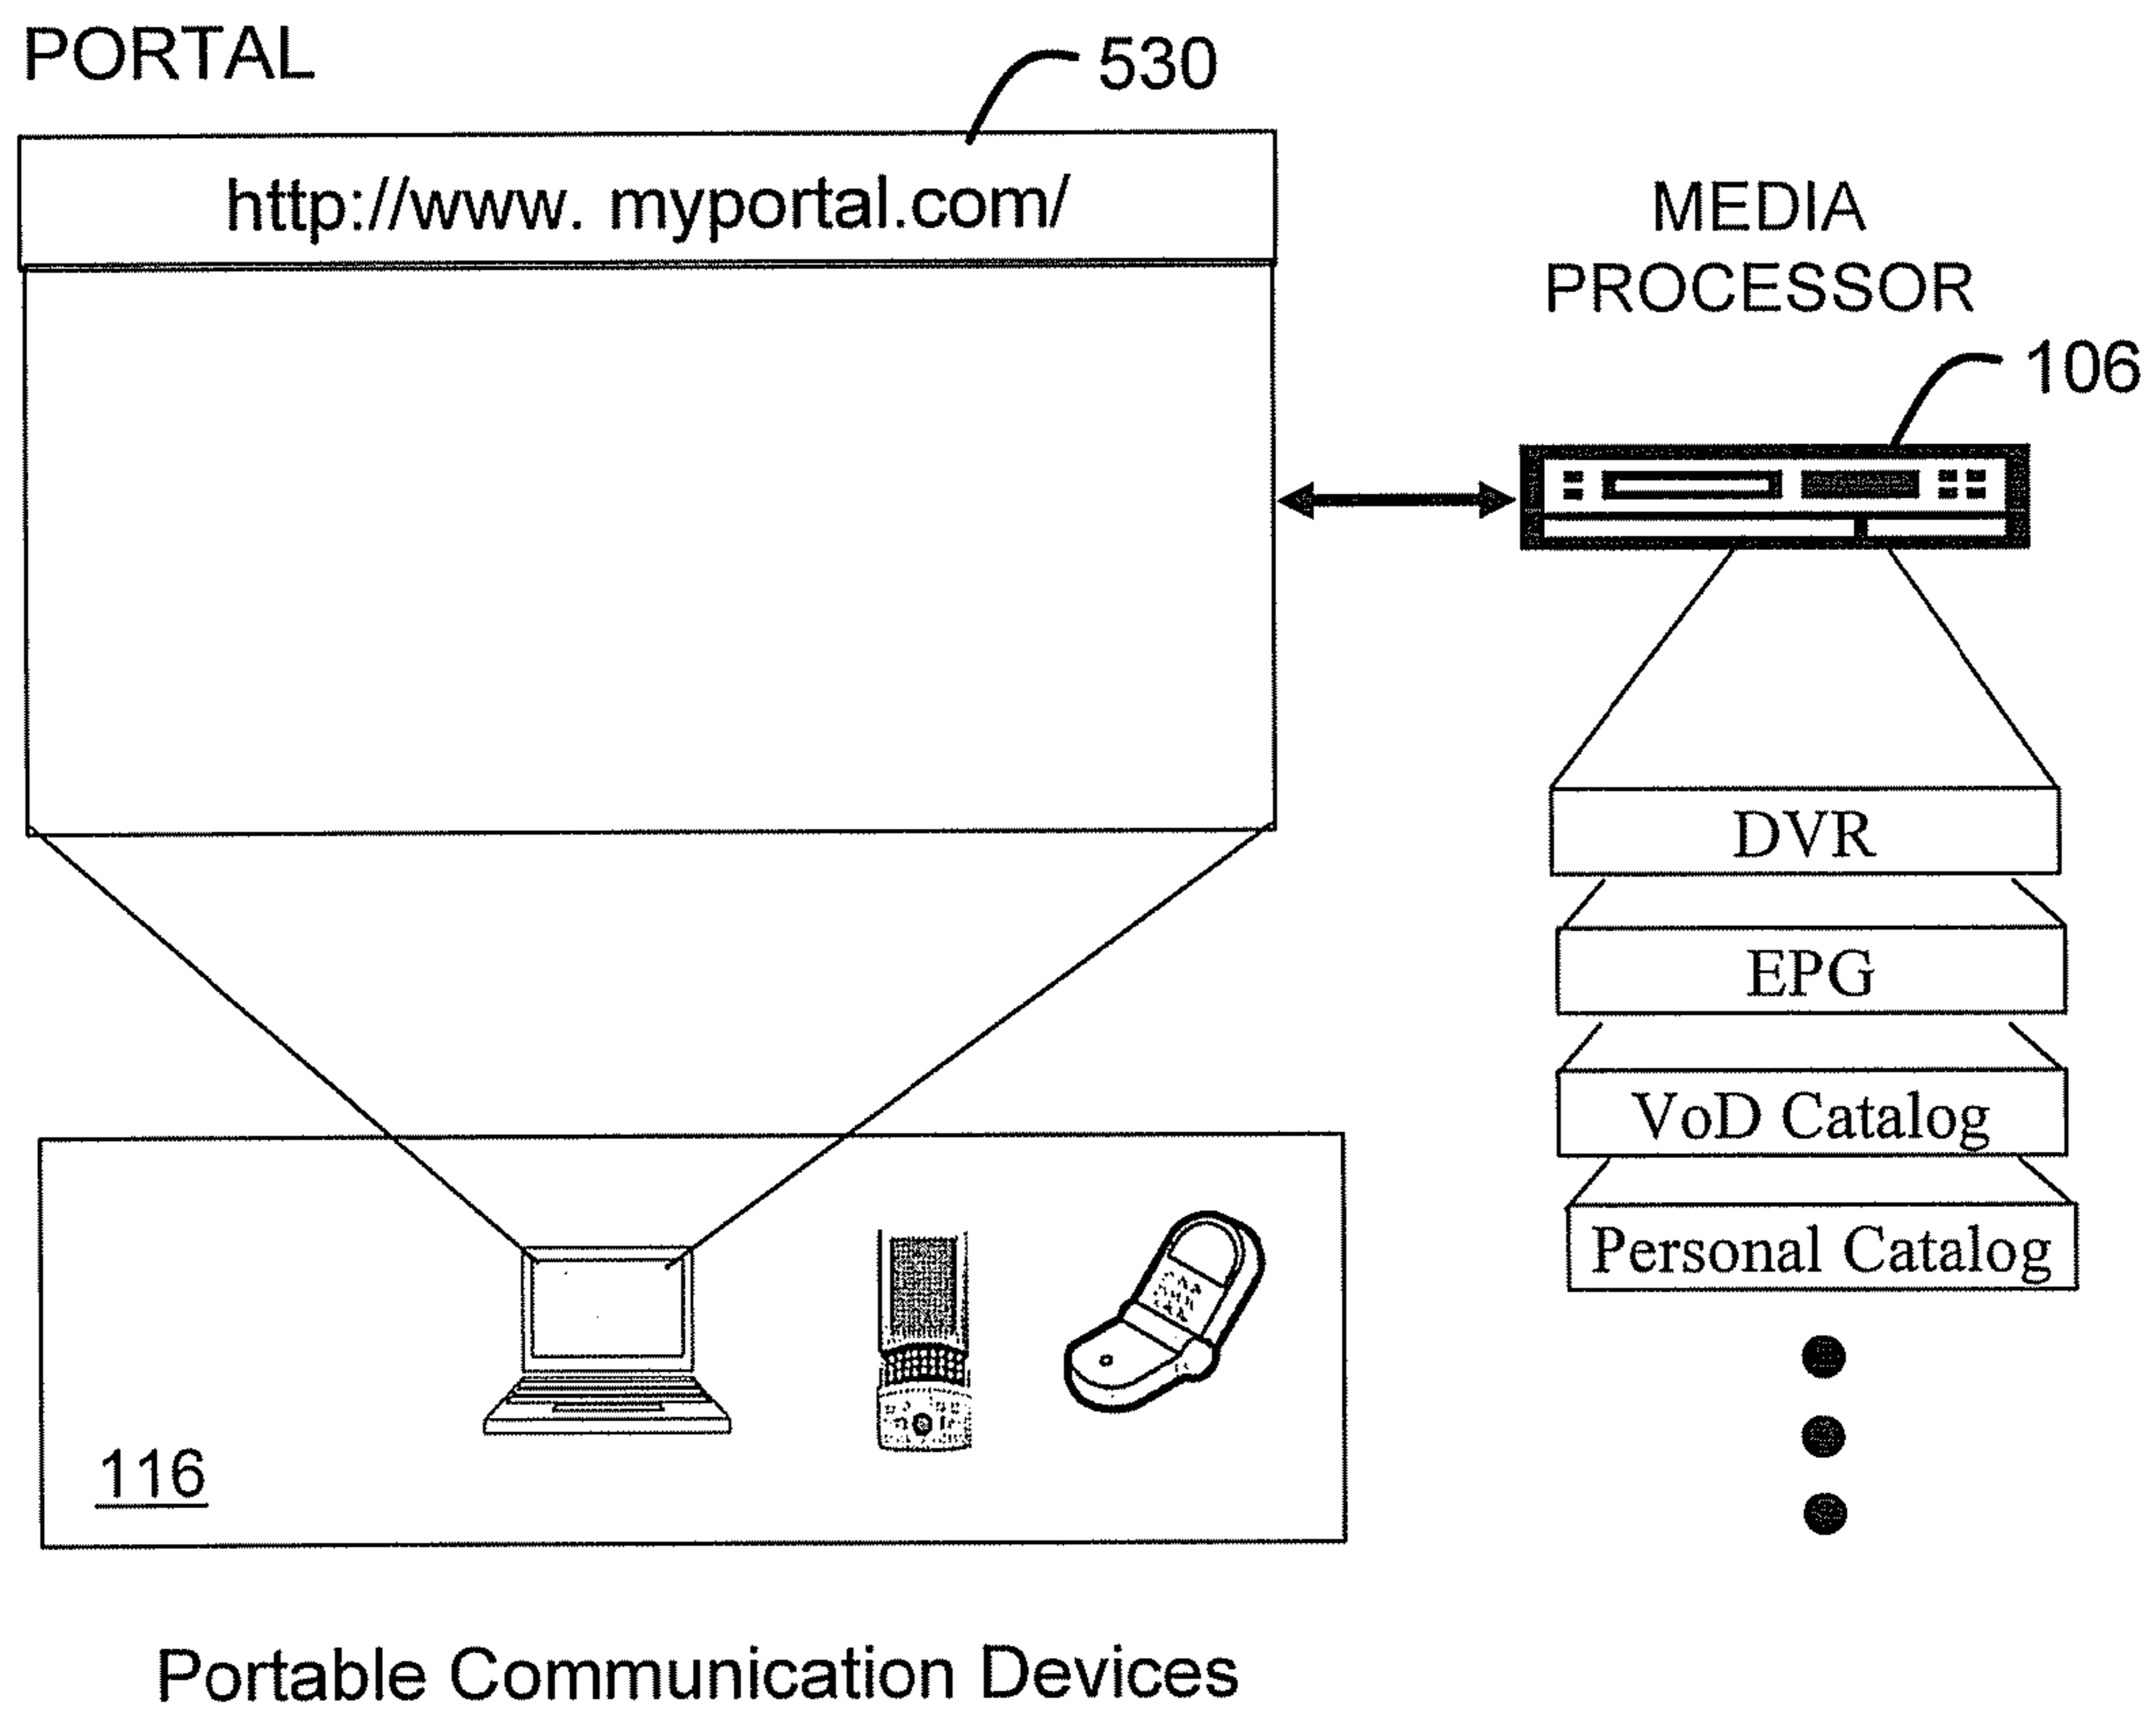 PORTAL
530
http://www. myportal.com/
MEDIA
PROCESSOR
106
DVR
EPG
VoD Catalog
Personal Catalog
116
Portable Communication Devices